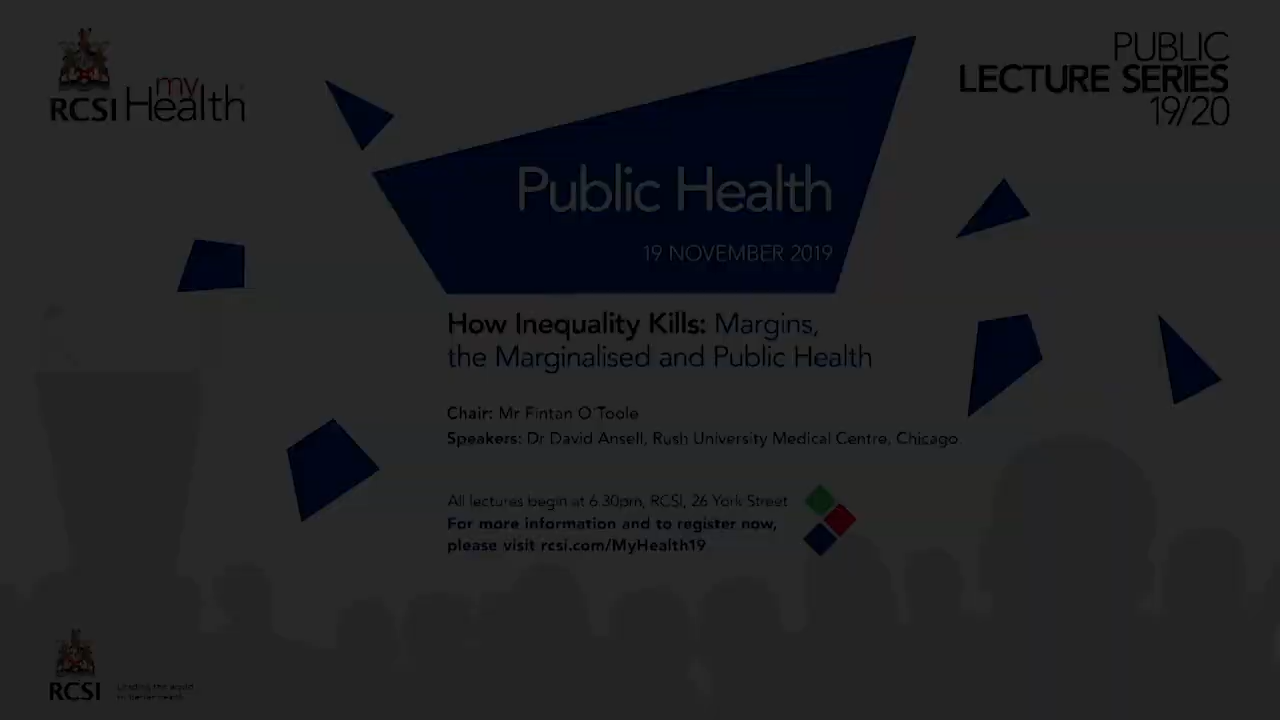 my
RCSI Health
PUBLIC
LECTURE SERIES
19/20
Public Health
19 NOVEMBER 2019
How Inequality Kills: Margins,
the Marginalised and Public Health
Chair: Mr Fintan O'Toole
Speakers: Dr David Ansell, Rush University Medical Centre, Chicago.
All lectures begin at 6.30pm, RCSI, 26 York Street
For more information and to register now,
please visit rcsi.com/MyHealth19
RCSI